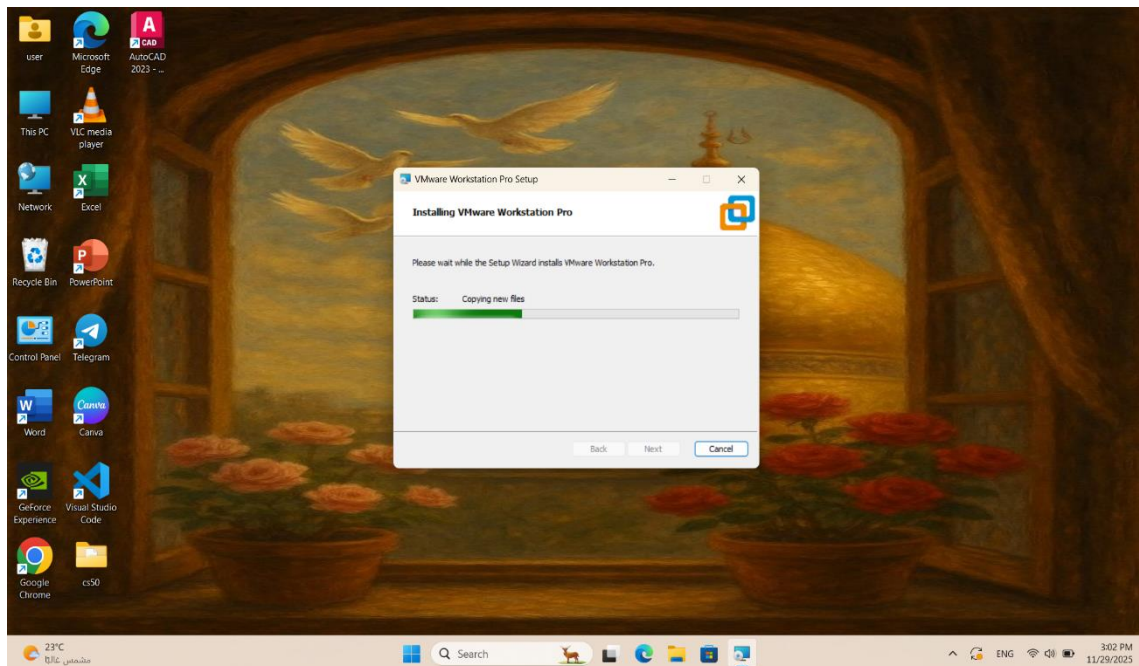 user
Microsoft
Edge
A
CAD
AutoCAD
2023 - ...
This PC
VLC media
player
Network
X
Excel
Recycle Bin
P
PowerPoint
Control Panel
Telegram
W
Word
Canva
Canva
GeForce
Experience
Visual Studio
Code
Google
Chrome
cs50
VMware Workstation Pro Setup
Installing VMware Workstation Pro
Please wait while the Setup Wizard installs VMware Workstation Pro.
Status: Copying new files
Back Next Cancel
23°C
مشمس غالبًا
Search
ENG
3:02 PM
11/29/2025